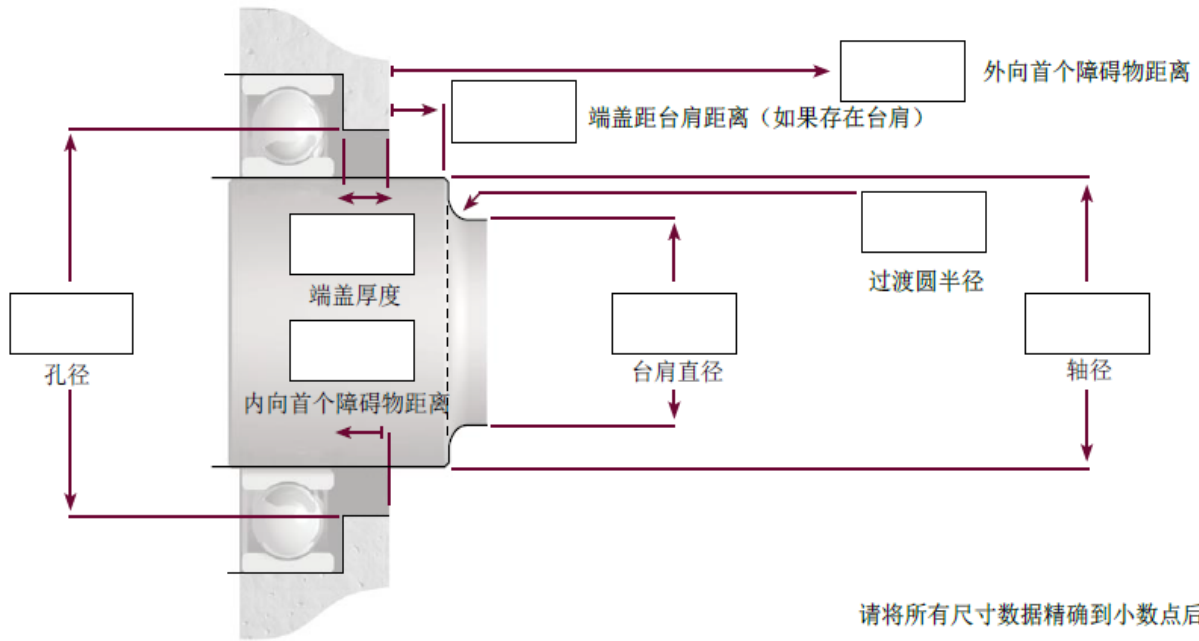 外向首个障碍物距离
端盖距台肩距离（如果存在台肩）
过渡圆半径
端盖厚度
孔径
台肩直径
轴径
内向首个障碍物距离
请将所有尺寸数据精确到小数点后